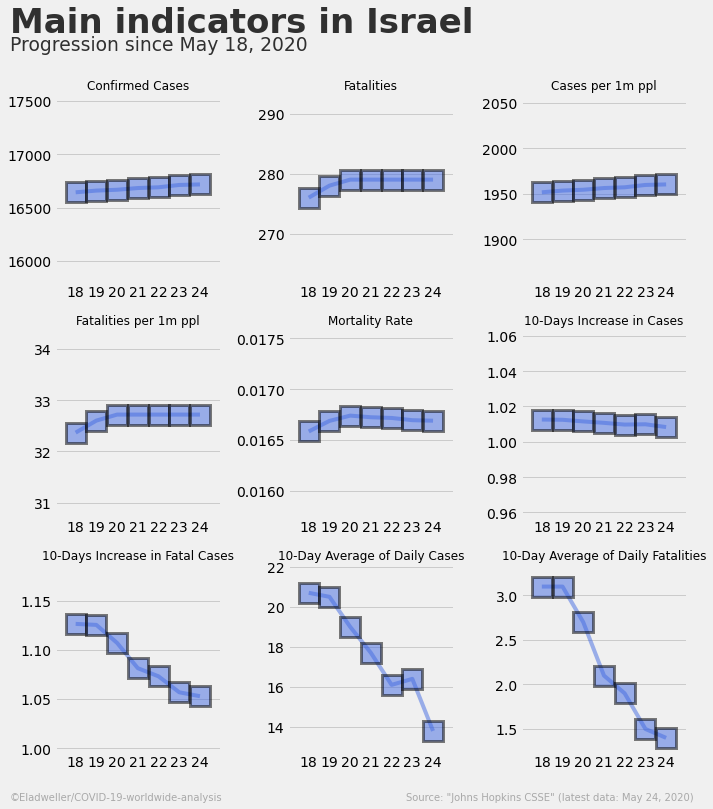 Main indicators in Israel
Progression since May 18, 2020
Confirmed Cases
17500
17000
16500
16000
18 19 20 21 22 23 24
Fatalities
290
280
270
18 19 20 21 22 23 24
Cases per 1m ppl
2050
2000
1950
1900
18 19 20 21 22 23 24
Fatalities per 1m ppl
34
33
32
31
18 19 20 21 22 23 24
Mortality Rate
0.0175
0.0170
0.0165
0.0160
18 19 20 21 22 23 24
10-Days Increase in Cases
1.06
1.04
1.02
1.00
0.98
0.96
18 19 20 21 22 23 24
10-Days Increase in Fatal Cases
1.15
1.10
1.05
1.00
18 19 20 21 22 23 24
10-Day Average of Daily Cases
22
20
18
16
14
18 19 20 21 22 23 24
10-Day Average of Daily Fatalities
3.0
2.5
2.0
1.5
18 19 20 21 22 23 24
©Eladweller/COVID-19-worldwide-analysis
Source: "Johns Hopkins CSSE" (latest data: May 24, 2020)